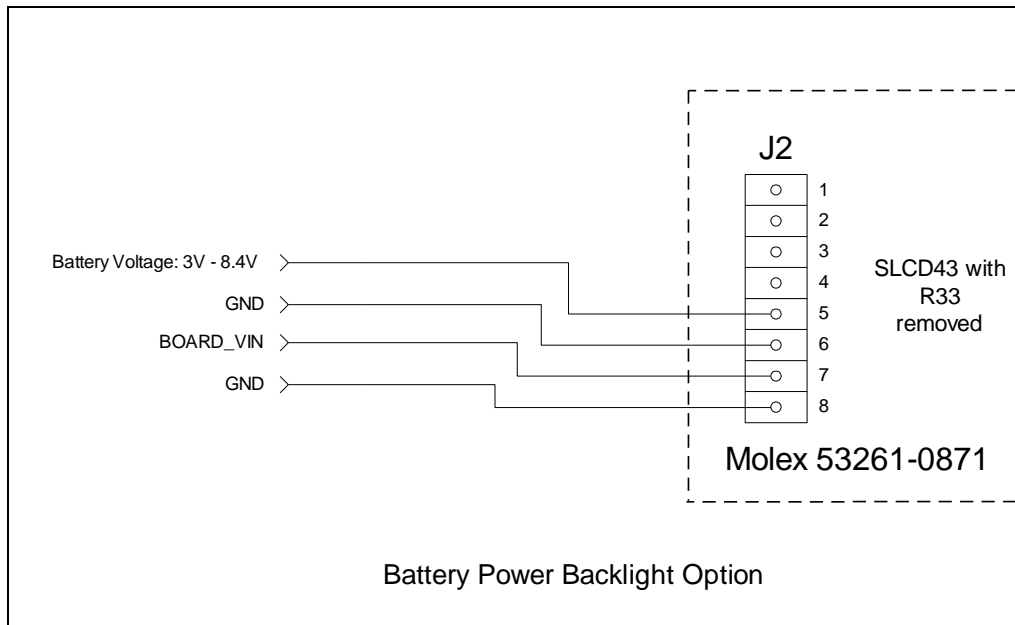 J2
1
2
3
4
5
6
7
8
Battery Voltage: 3V - 8.4V
GND
BOARD_VIN
GND
SLCD43 with
R33
removed
Molex 53261-0871
Battery Power Backlight Option